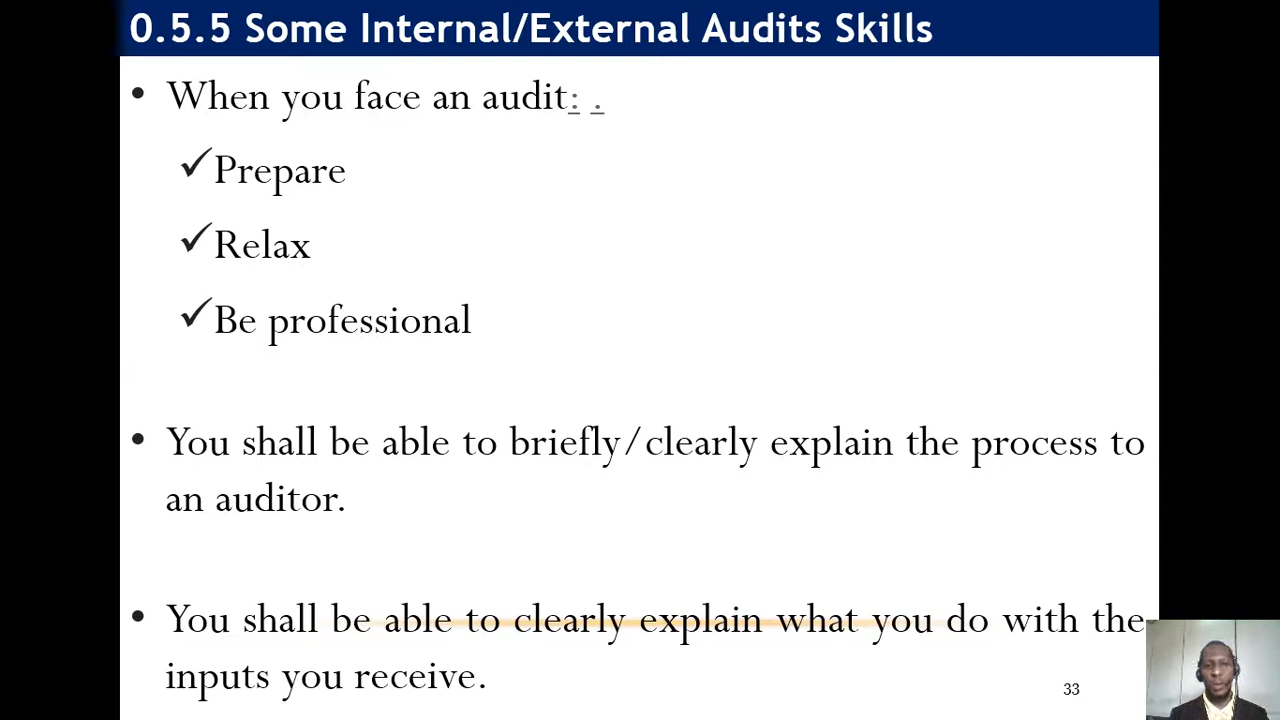 0.5.5 Some Internal/External Audits Skills
• When you face an audit: .
✓Prepare
✓Relax
✓Be professional
• You shall be able to briefly/clearly explain the process to
an auditor.
• You shall be able to clearly explain what you do with the
inputs you receive.
33